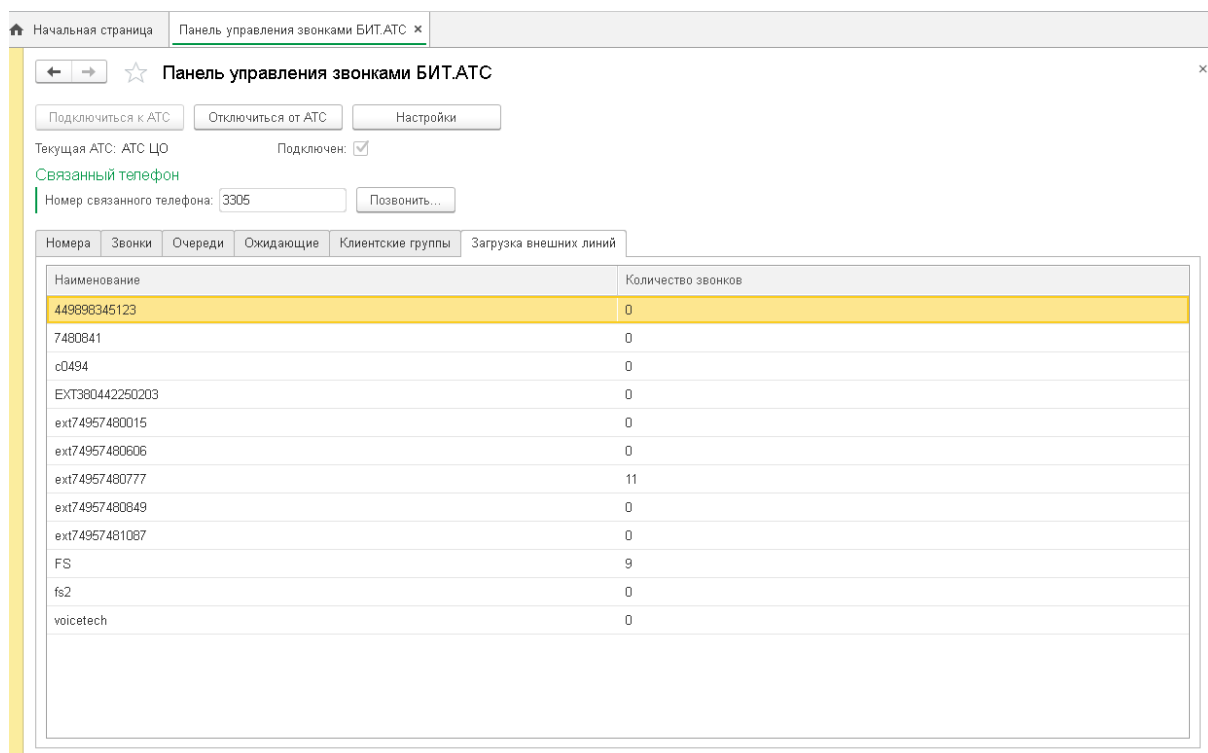 Начальная страница Панель управления звонками БИТ.АТС ×
Панель управления звонками БИТ.АТС
Подключиться к АТС Отключиться от АТС Настройки
Текущая АТС: АТС ЦО Подключен:
Связанный телефон
Номер связанного телефона: 3305 Позвонить...
Номера Звонки Очереди Ожидающие Клиентские группы Загрузка внешних линий
Наименование Количество звонков
449898345123 0
7480841 0
c0494 0
EXT380442250203 0
ext74957480015 0
ext74957480606 0
ext74957480777 11
ext74957480849 0
ext74957481087 0
FS 9
fs2 0
voicetech 0